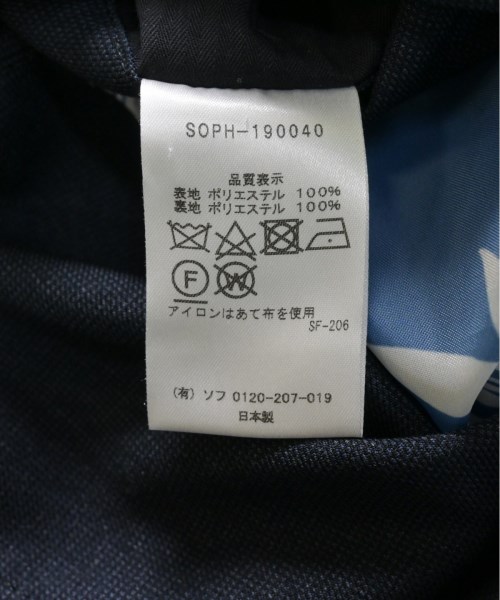 SOPH-190040
品質表示
表地 ポリエステル 100%
裏地 ポリエステル 100%
F W
アイロンはあて布を使用
SF-206
(有) ソフ 0120-207-019
日本製